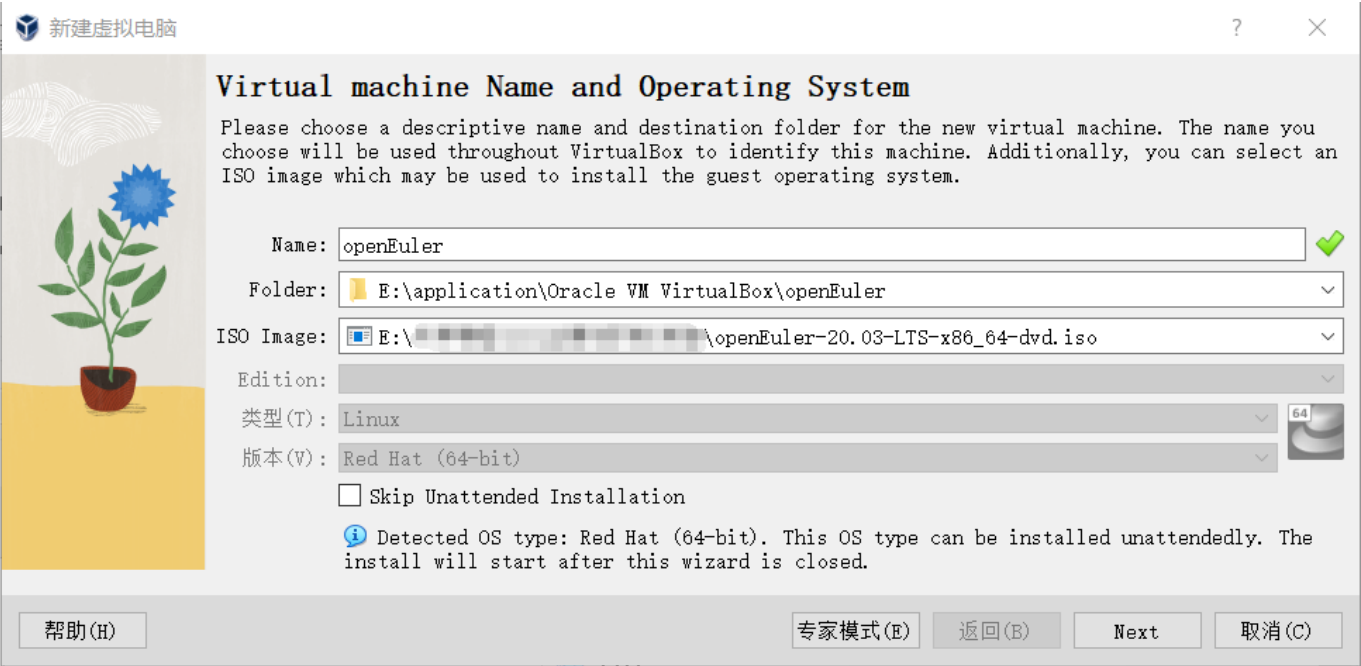 新建虚拟电脑
Virtual machine Name and Operating System
Please choose a descriptive name and destination folder for the new virtual machine. The name you
choose will be used throughout VirtualBox to identify this machine. Additionally, you can select an
ISO image which may be used to install the guest operating system.
Name: openEuler
Folder: E:\application\Oracle VM VirtualBox\openEuler
ISO Image: E:\ \openEuler-20.03-LTS-x86_64-dvd.iso
Edition:
类型(T): Linux
64
版本(V): Red Hat (64-bit)
Skip Unattended Installation
Detected OS type: Red Hat (64-bit). This OS type can be installed unattendedly. The
install will start after this wizard is closed.
帮助(H) 专家模式(E) 返回(B) Next 取消(C)